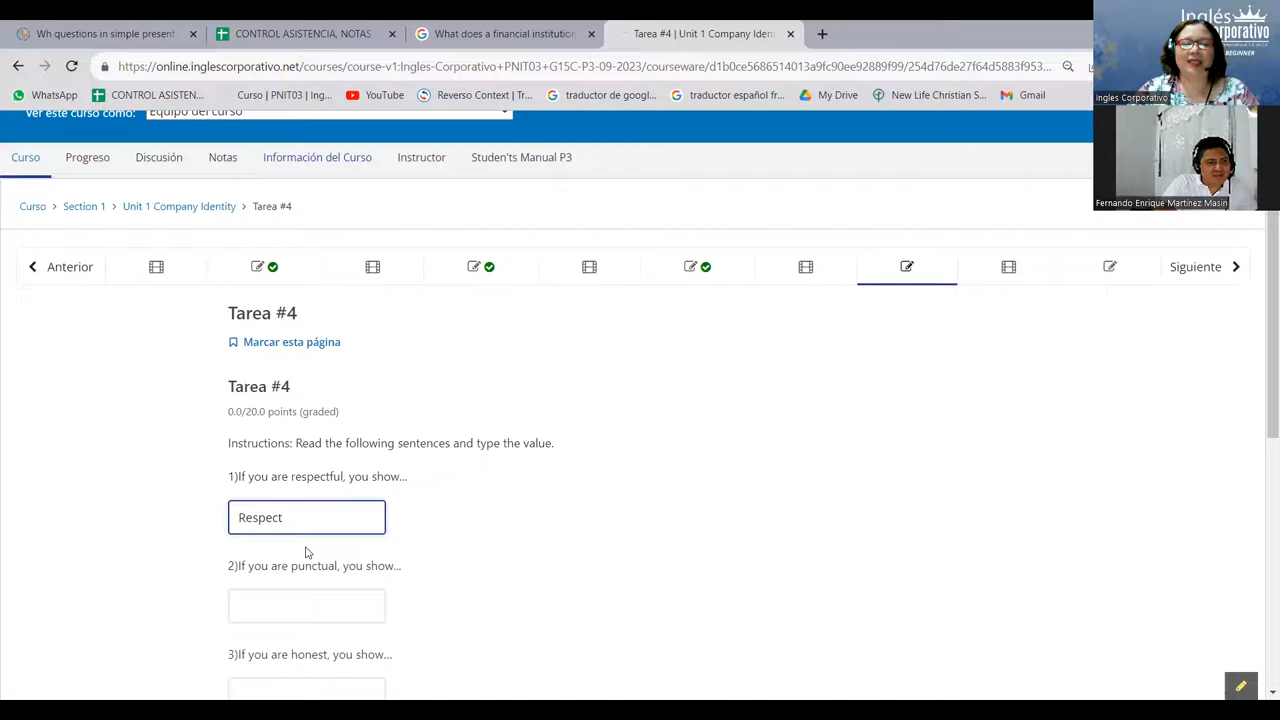 Wh questions in simple present
CONTROL ASISTENCIA, NOTAS
What does a financial institution
Tarea #4 | Unit 1 Company Iden
https://online.inglescorporativo.net/courses/course-v1:Ingles-Corporativo+PNIT03+G15C-P3-09-2023/courseware/d1b0ce5686514013a9fc90ee92889f99/254d76de27f64d5883f953...
WhatsApp
CONTROL ASISTEN...
Curso | PNIT03 | Ing...
YouTube
Reverso Context | Tr...
traductor de googl...
traductor español fr...
My Drive
New Life Christian S...
Gmail
Inglés
Corporativo
BEGINNER
Ingles Corporativo
Fernando Enrique Martínez Masin
Ver este curso como:
Equipo del curso
Curso
Progreso
Discusión
Notas
Información del Curso
Instructor
Studen'ts Manual P3
Curso > Section 1 > Unit 1 Company Identity > Tarea #4
Anterior
Siguiente
Tarea #4
Marcar esta página
Tarea #4
0.0/20.0 points (graded)
Instructions: Read the following sentences and type the value.
1)If you are respectful, you show...
Respect
2)If you are punctual, you show...
3)If you are honest, you show...